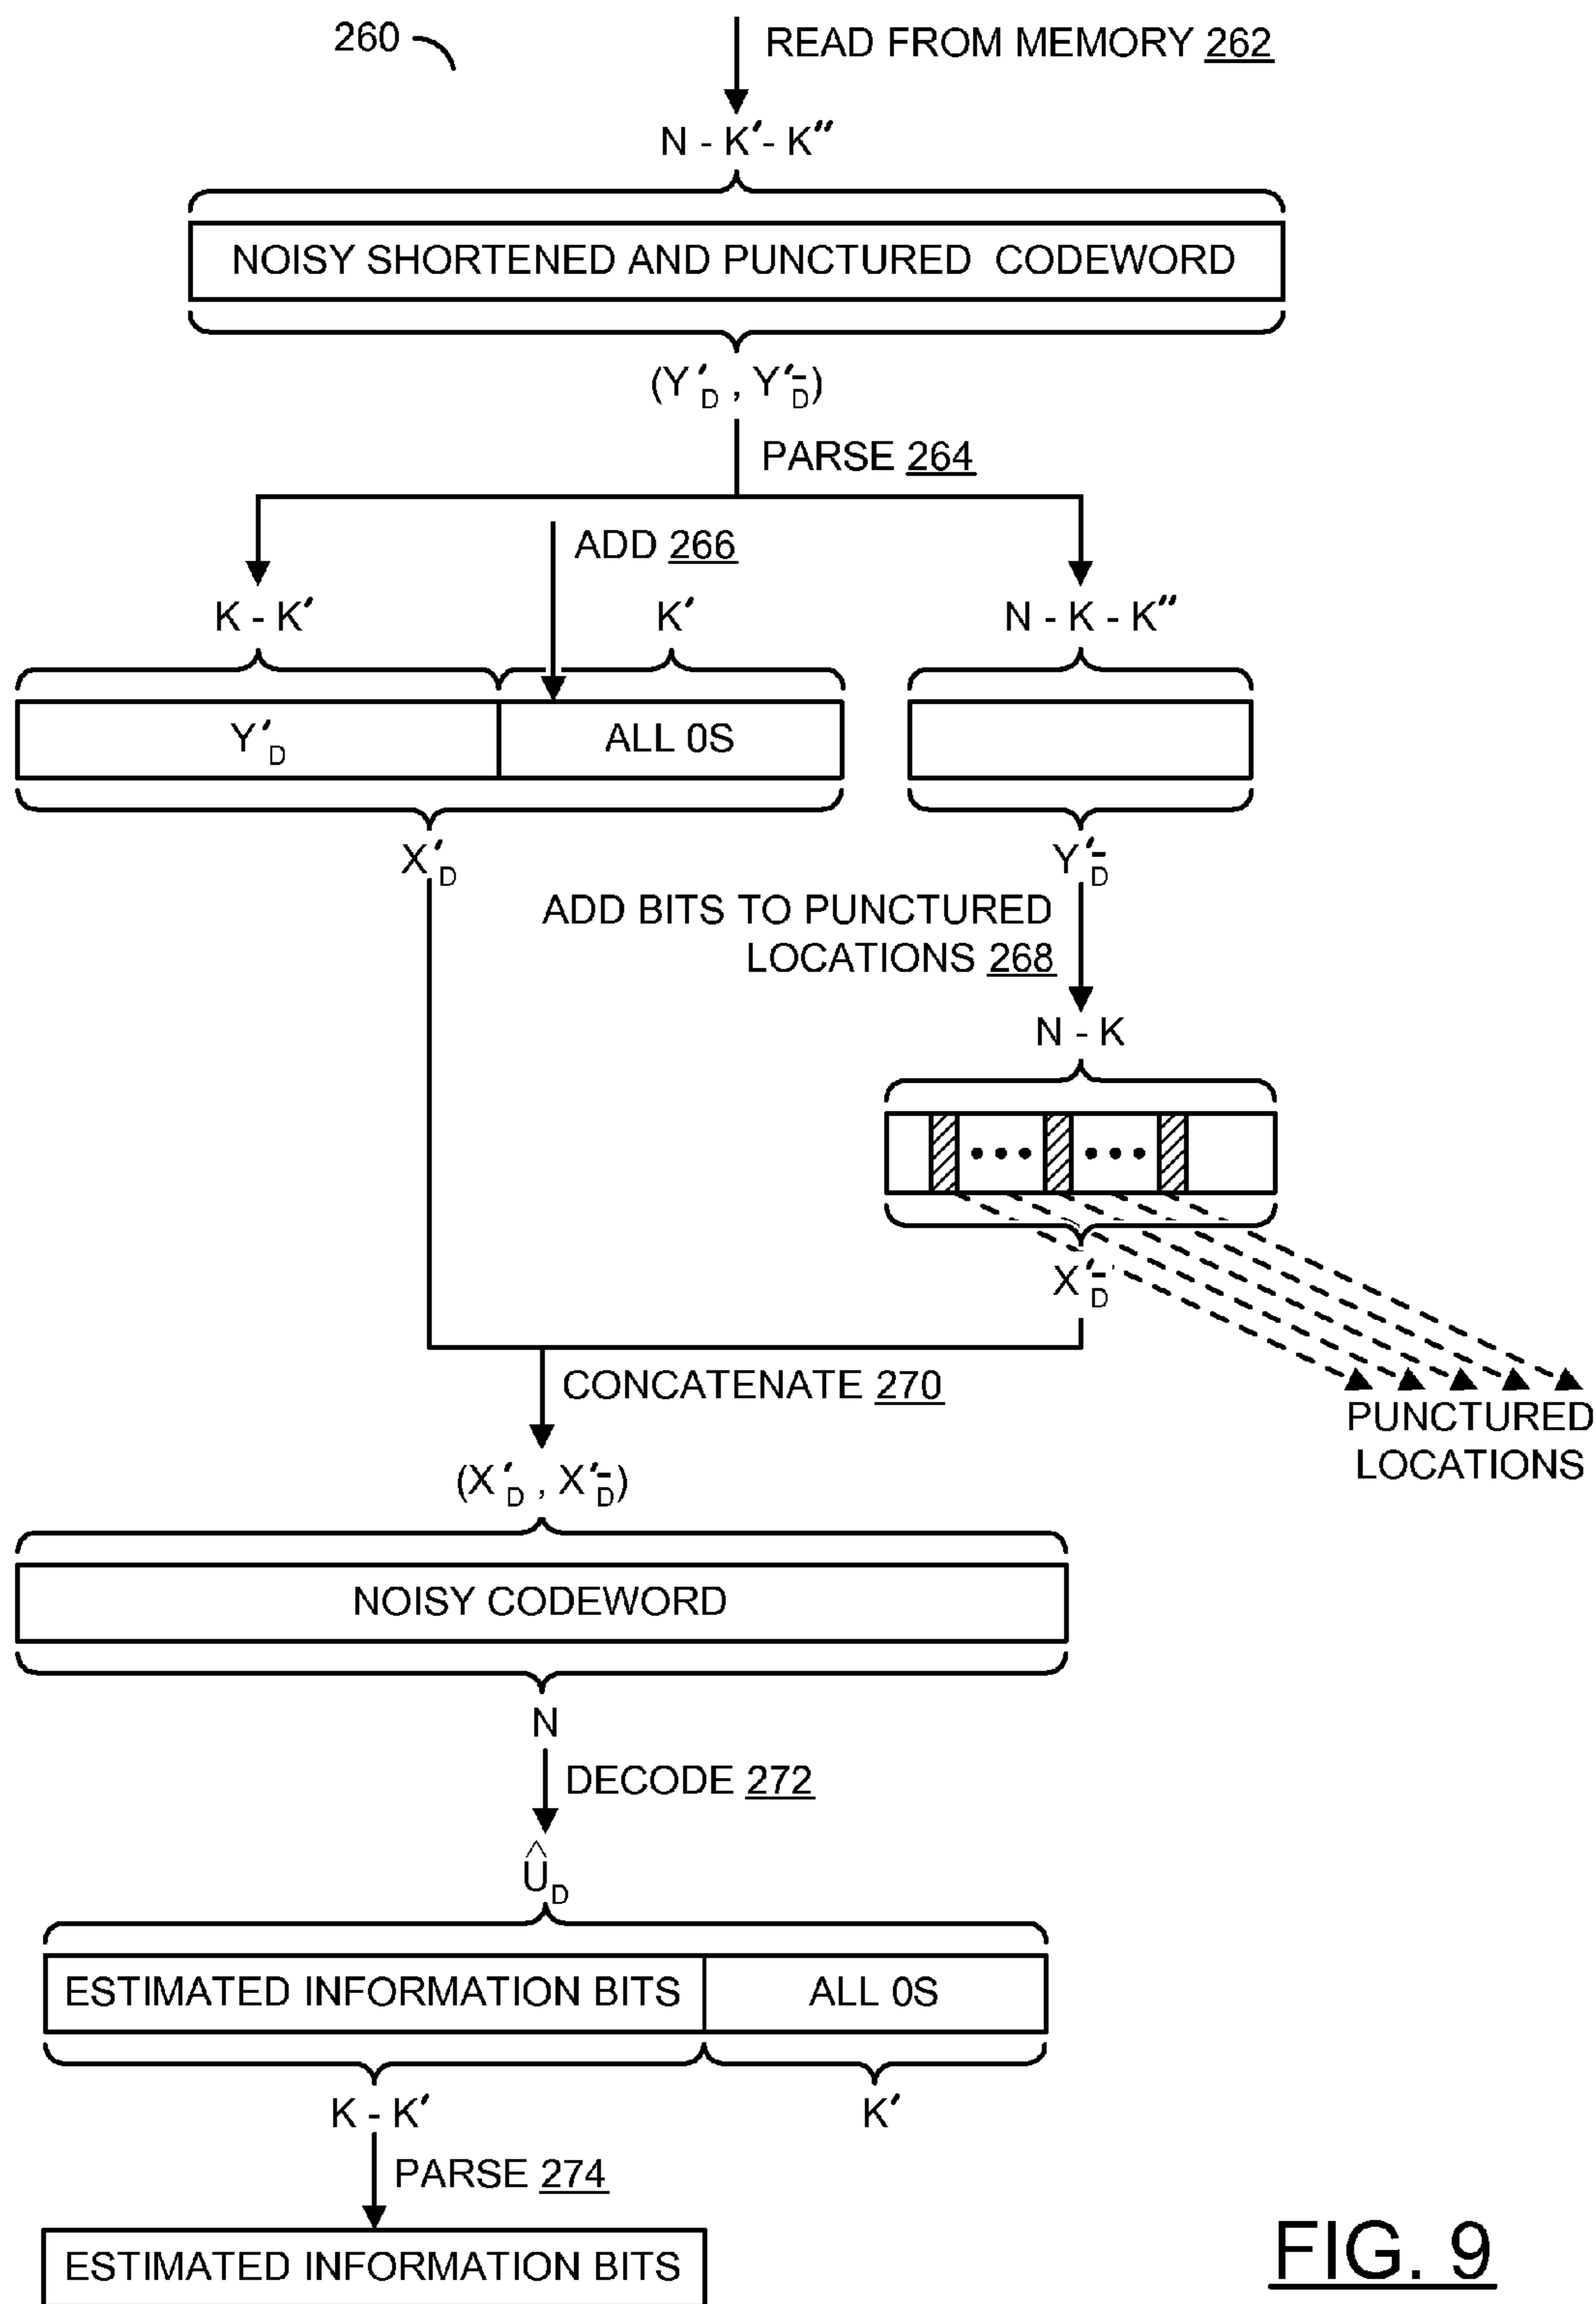 260
READ FROM MEMORY 262
N - K′- K″
NOISY SHORTENED AND PUNCTURED CODEWORD
(Y′D , Y′D̅)
PARSE 264
ADD 266
K - K′
K′
N - K - K″
Y′D
ALL 0S
X′D
Y′D̅
ADD BITS TO PUNCTURED
LOCATIONS 268
N - K
X′D̅
PUNCTURED
LOCATIONS
CONCATENATE 270
(X′D , X′D̅)
NOISY CODEWORD
N
DECODE 272
ÛD
ESTIMATED INFORMATION BITS
ALL 0S
K - K′
K′
PARSE 274
ESTIMATED INFORMATION BITS
FIG. 9